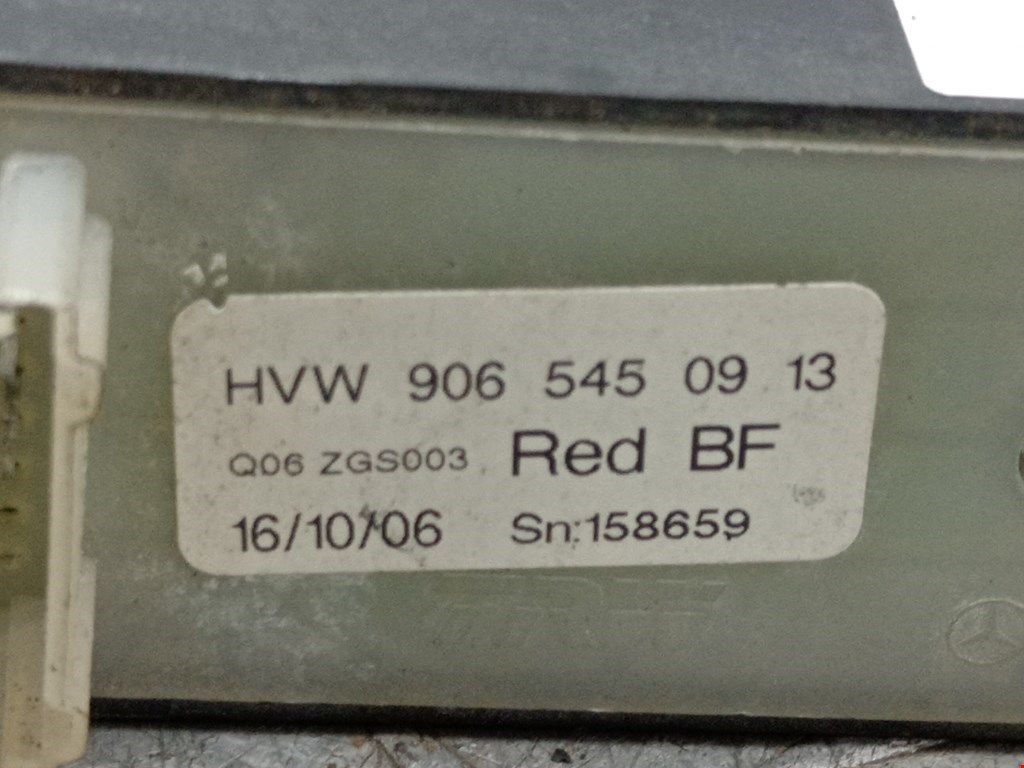 HVW 906 545 09 13
Q06 ZGS003 Red BF
16/10/06 Sn:158659